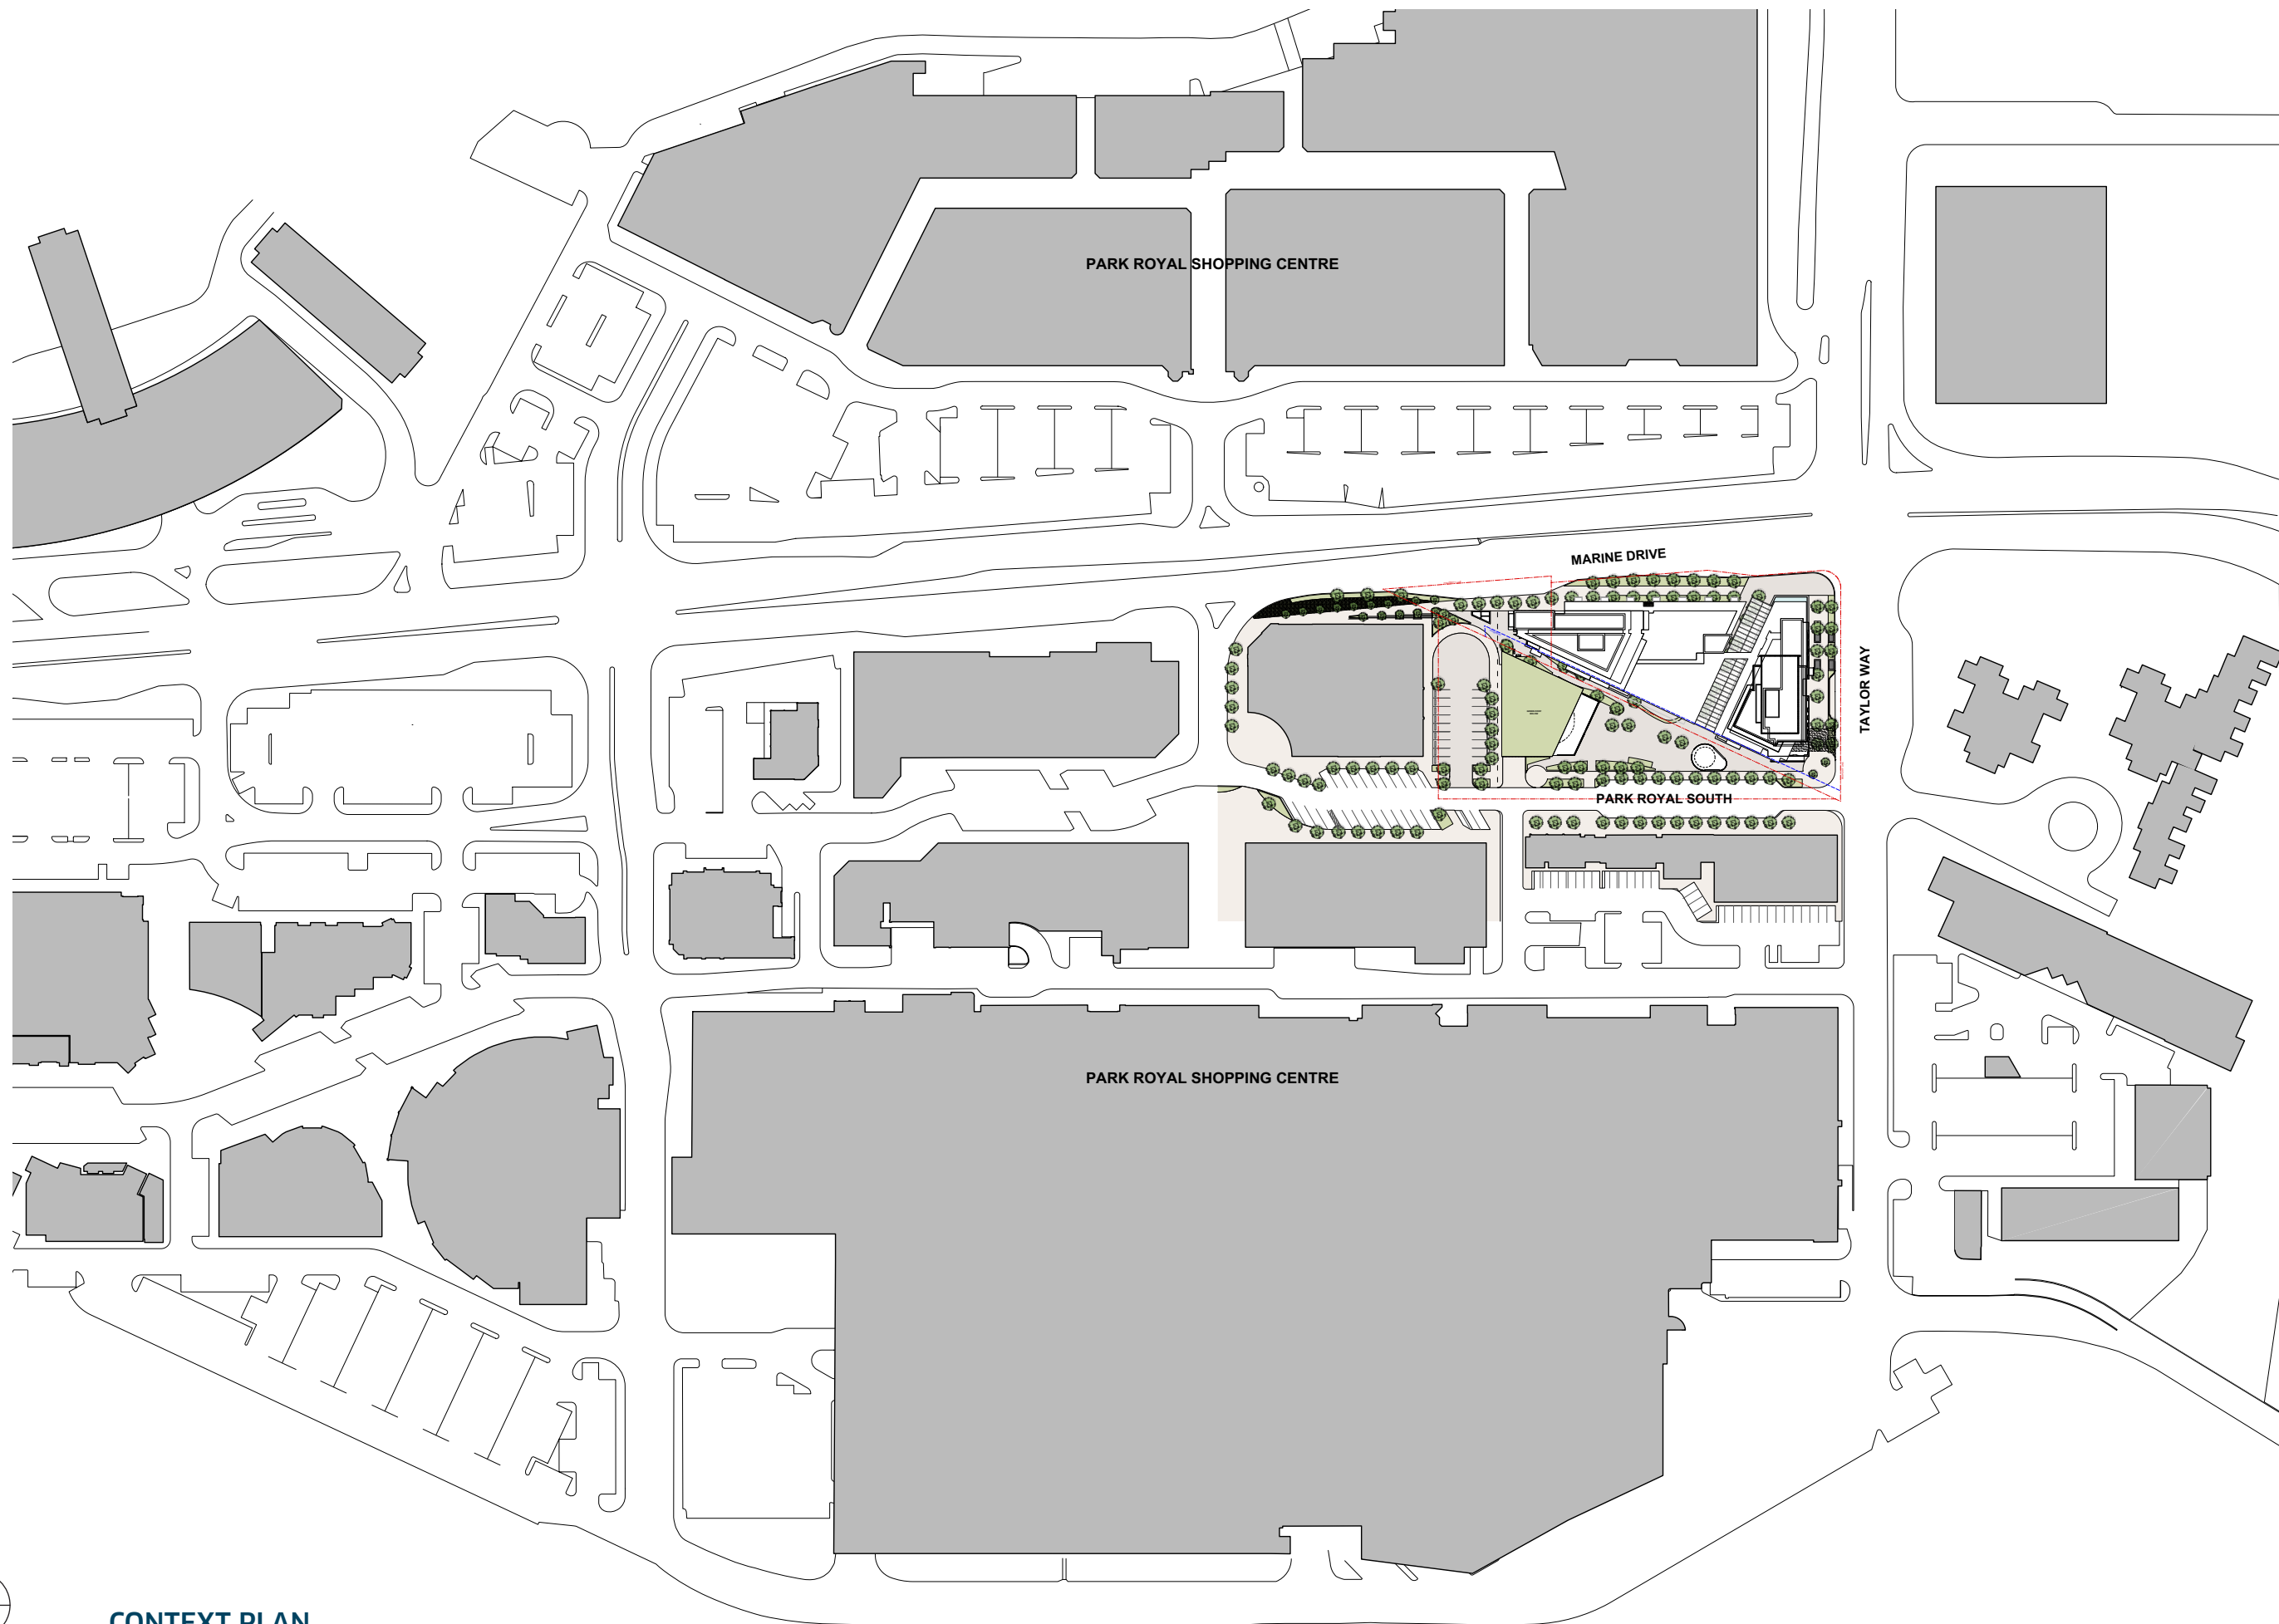 PARK ROYAL SHOPPING CENTRE
MARINE DRIVE
TAYLOR WAY
PARK ROYAL SOUTH
PARK ROYAL SHOPPING CENTRE
CONTEXT PLAN